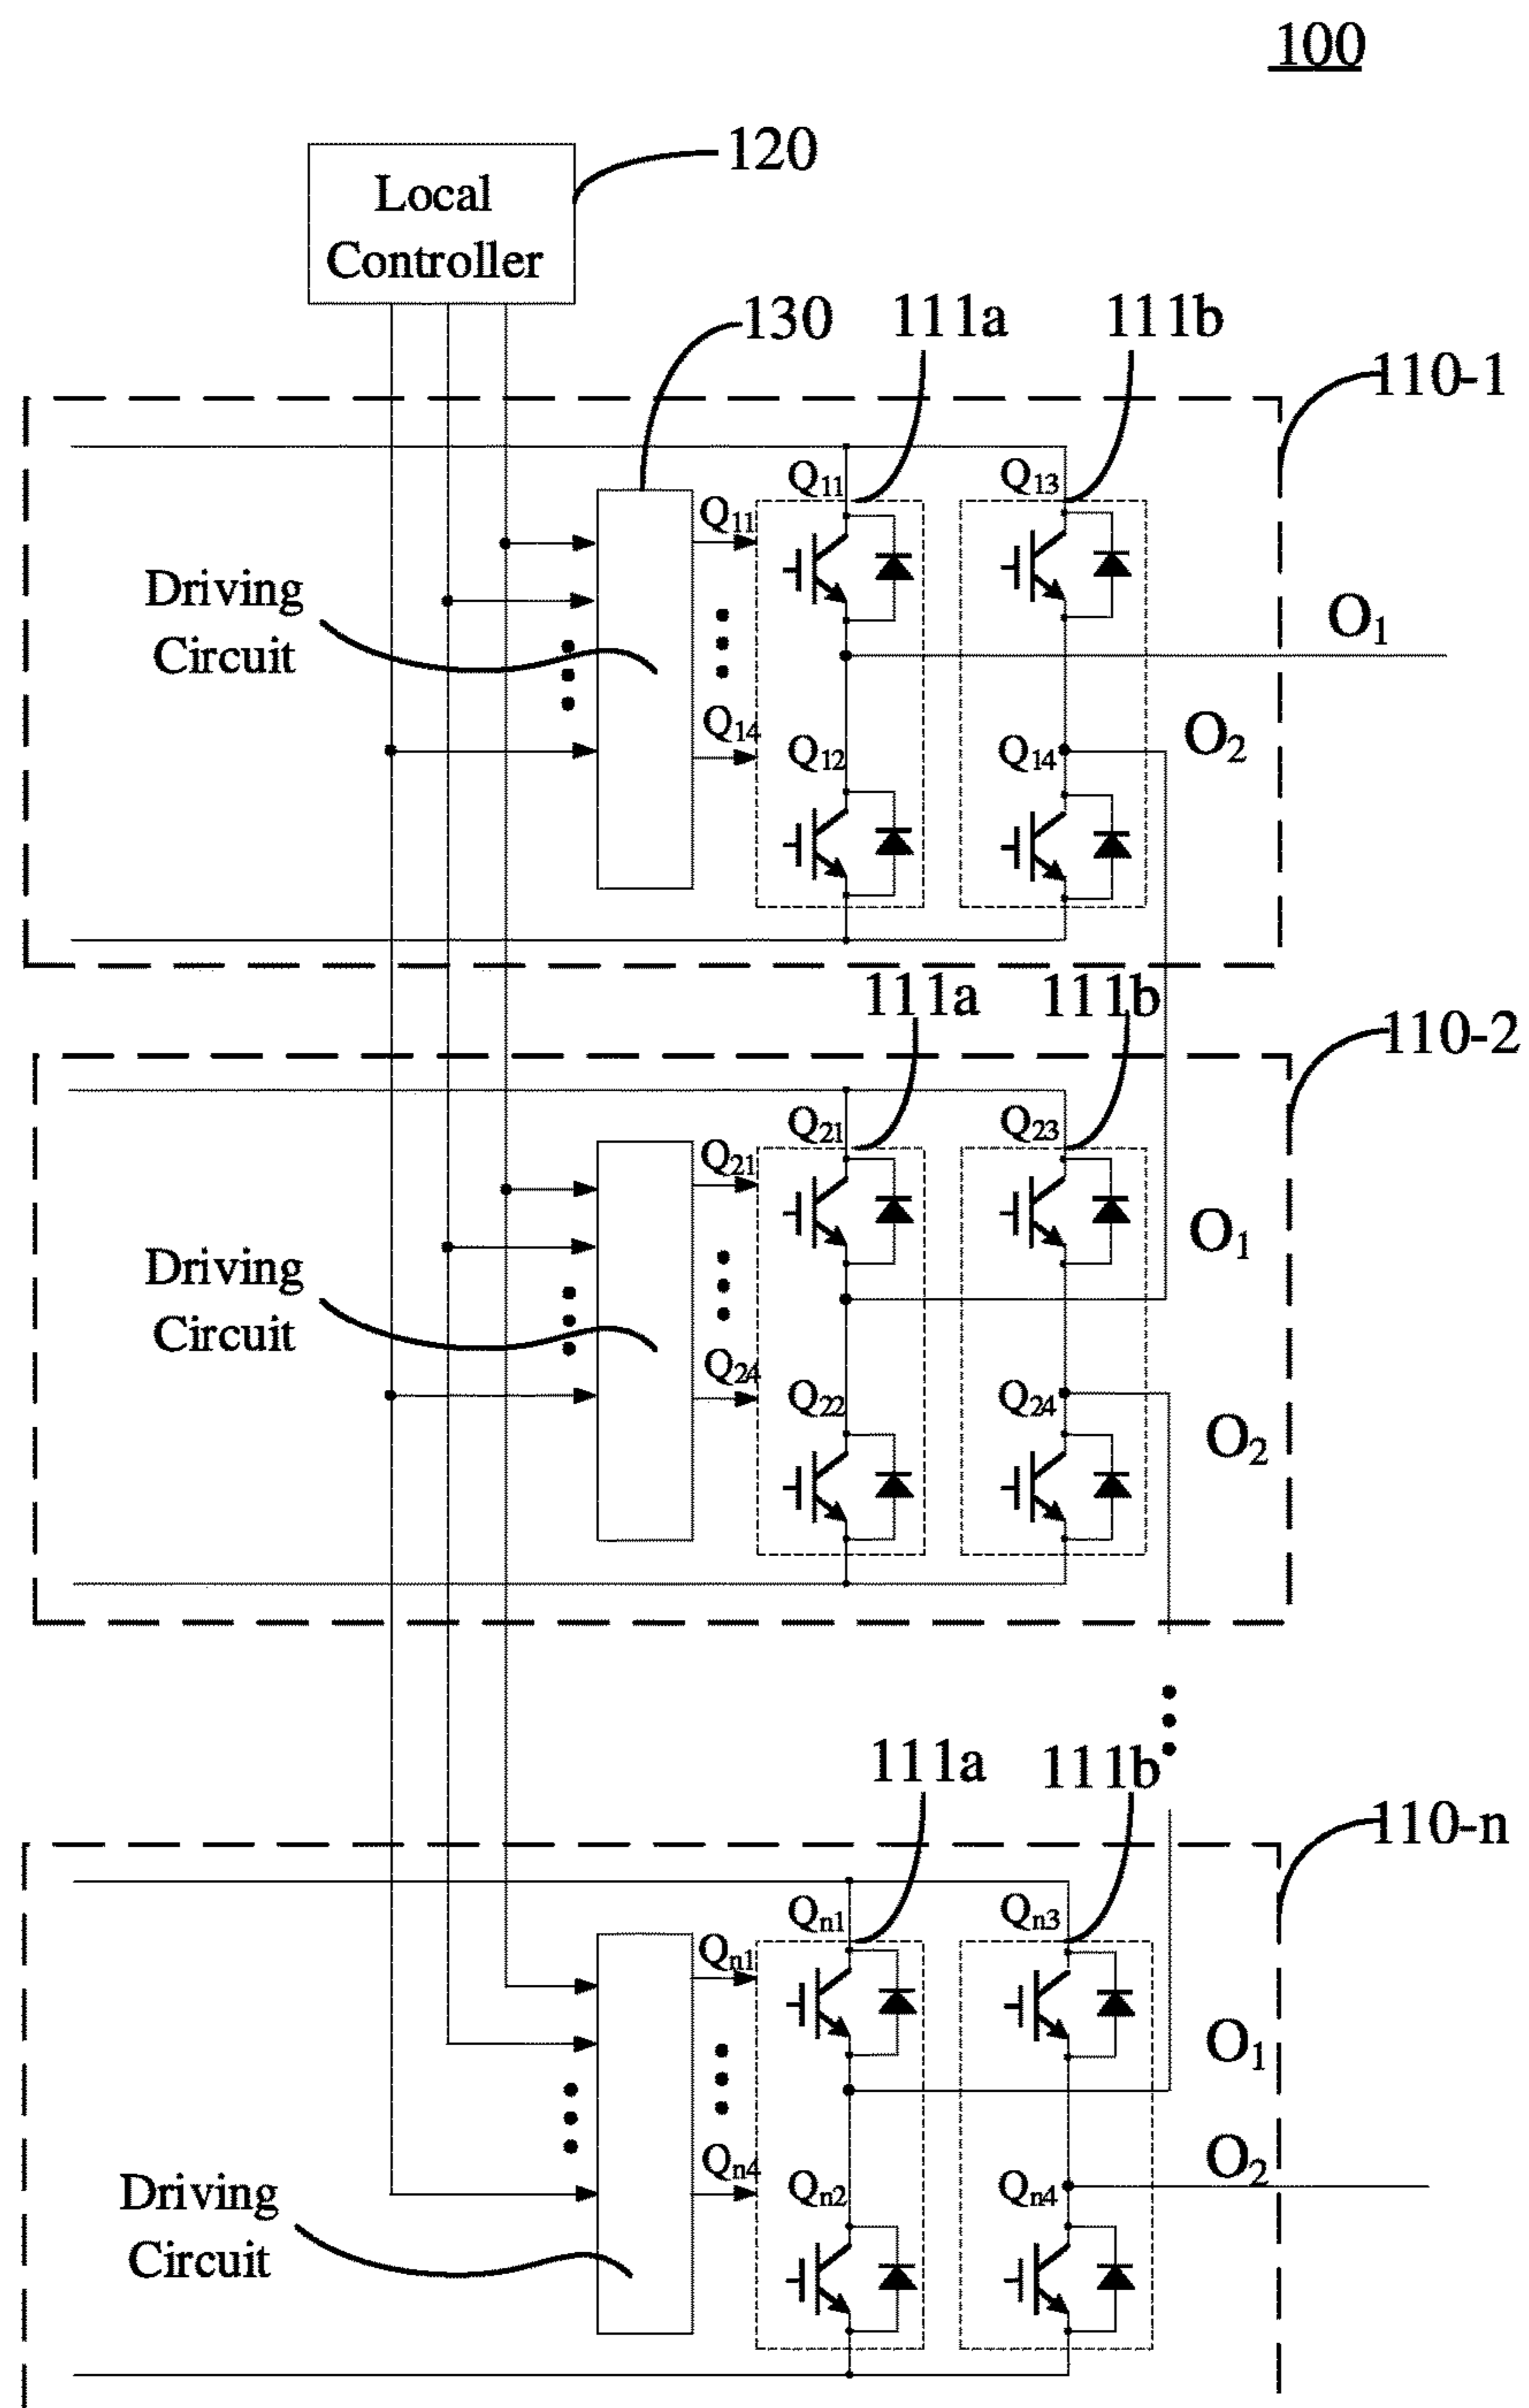 100
120
Local
Controller
130
111a
111b
110-1
Q11
Q13
Q11
Driving
Circuit
O1
Q14
Q12
Q14
O2
111a
111b
110-2
Q21
Q23
Q21
O1
Driving
Circuit
Q24
Q22
Q24
O2
111a
111b
110-n
Qn1
Qn3
Qn1
O1
Qn4
Qn2
Qn4
O2
Driving
Circuit